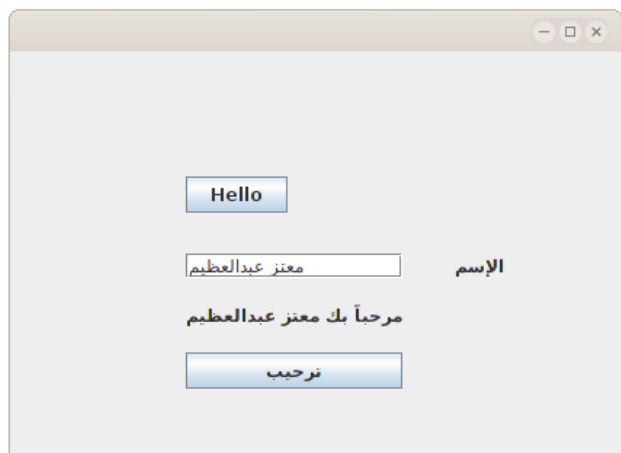 Hello
الإسم
معتز عبدالعظيم
مرحباً بك معتز عبدالعظيم
ترحيب